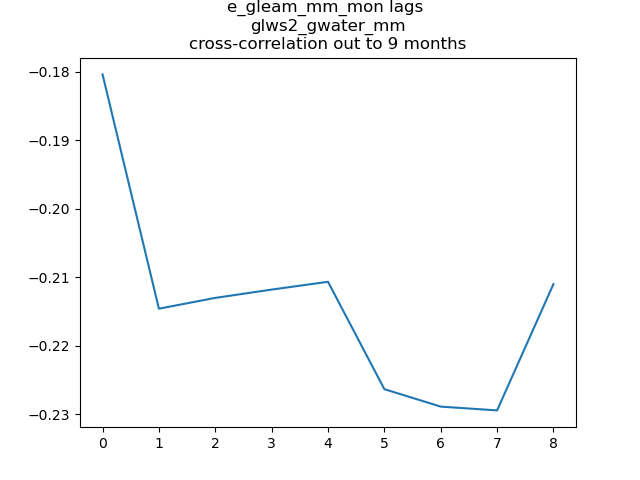 e_gleam_mm_mon lags
glws2_gwater_mm
cross-correlation out to 9 months
−0.18
−0.19
−0.20
−0.21
−0.22
−0.23
0 1 2 3 4 5 6 7 8